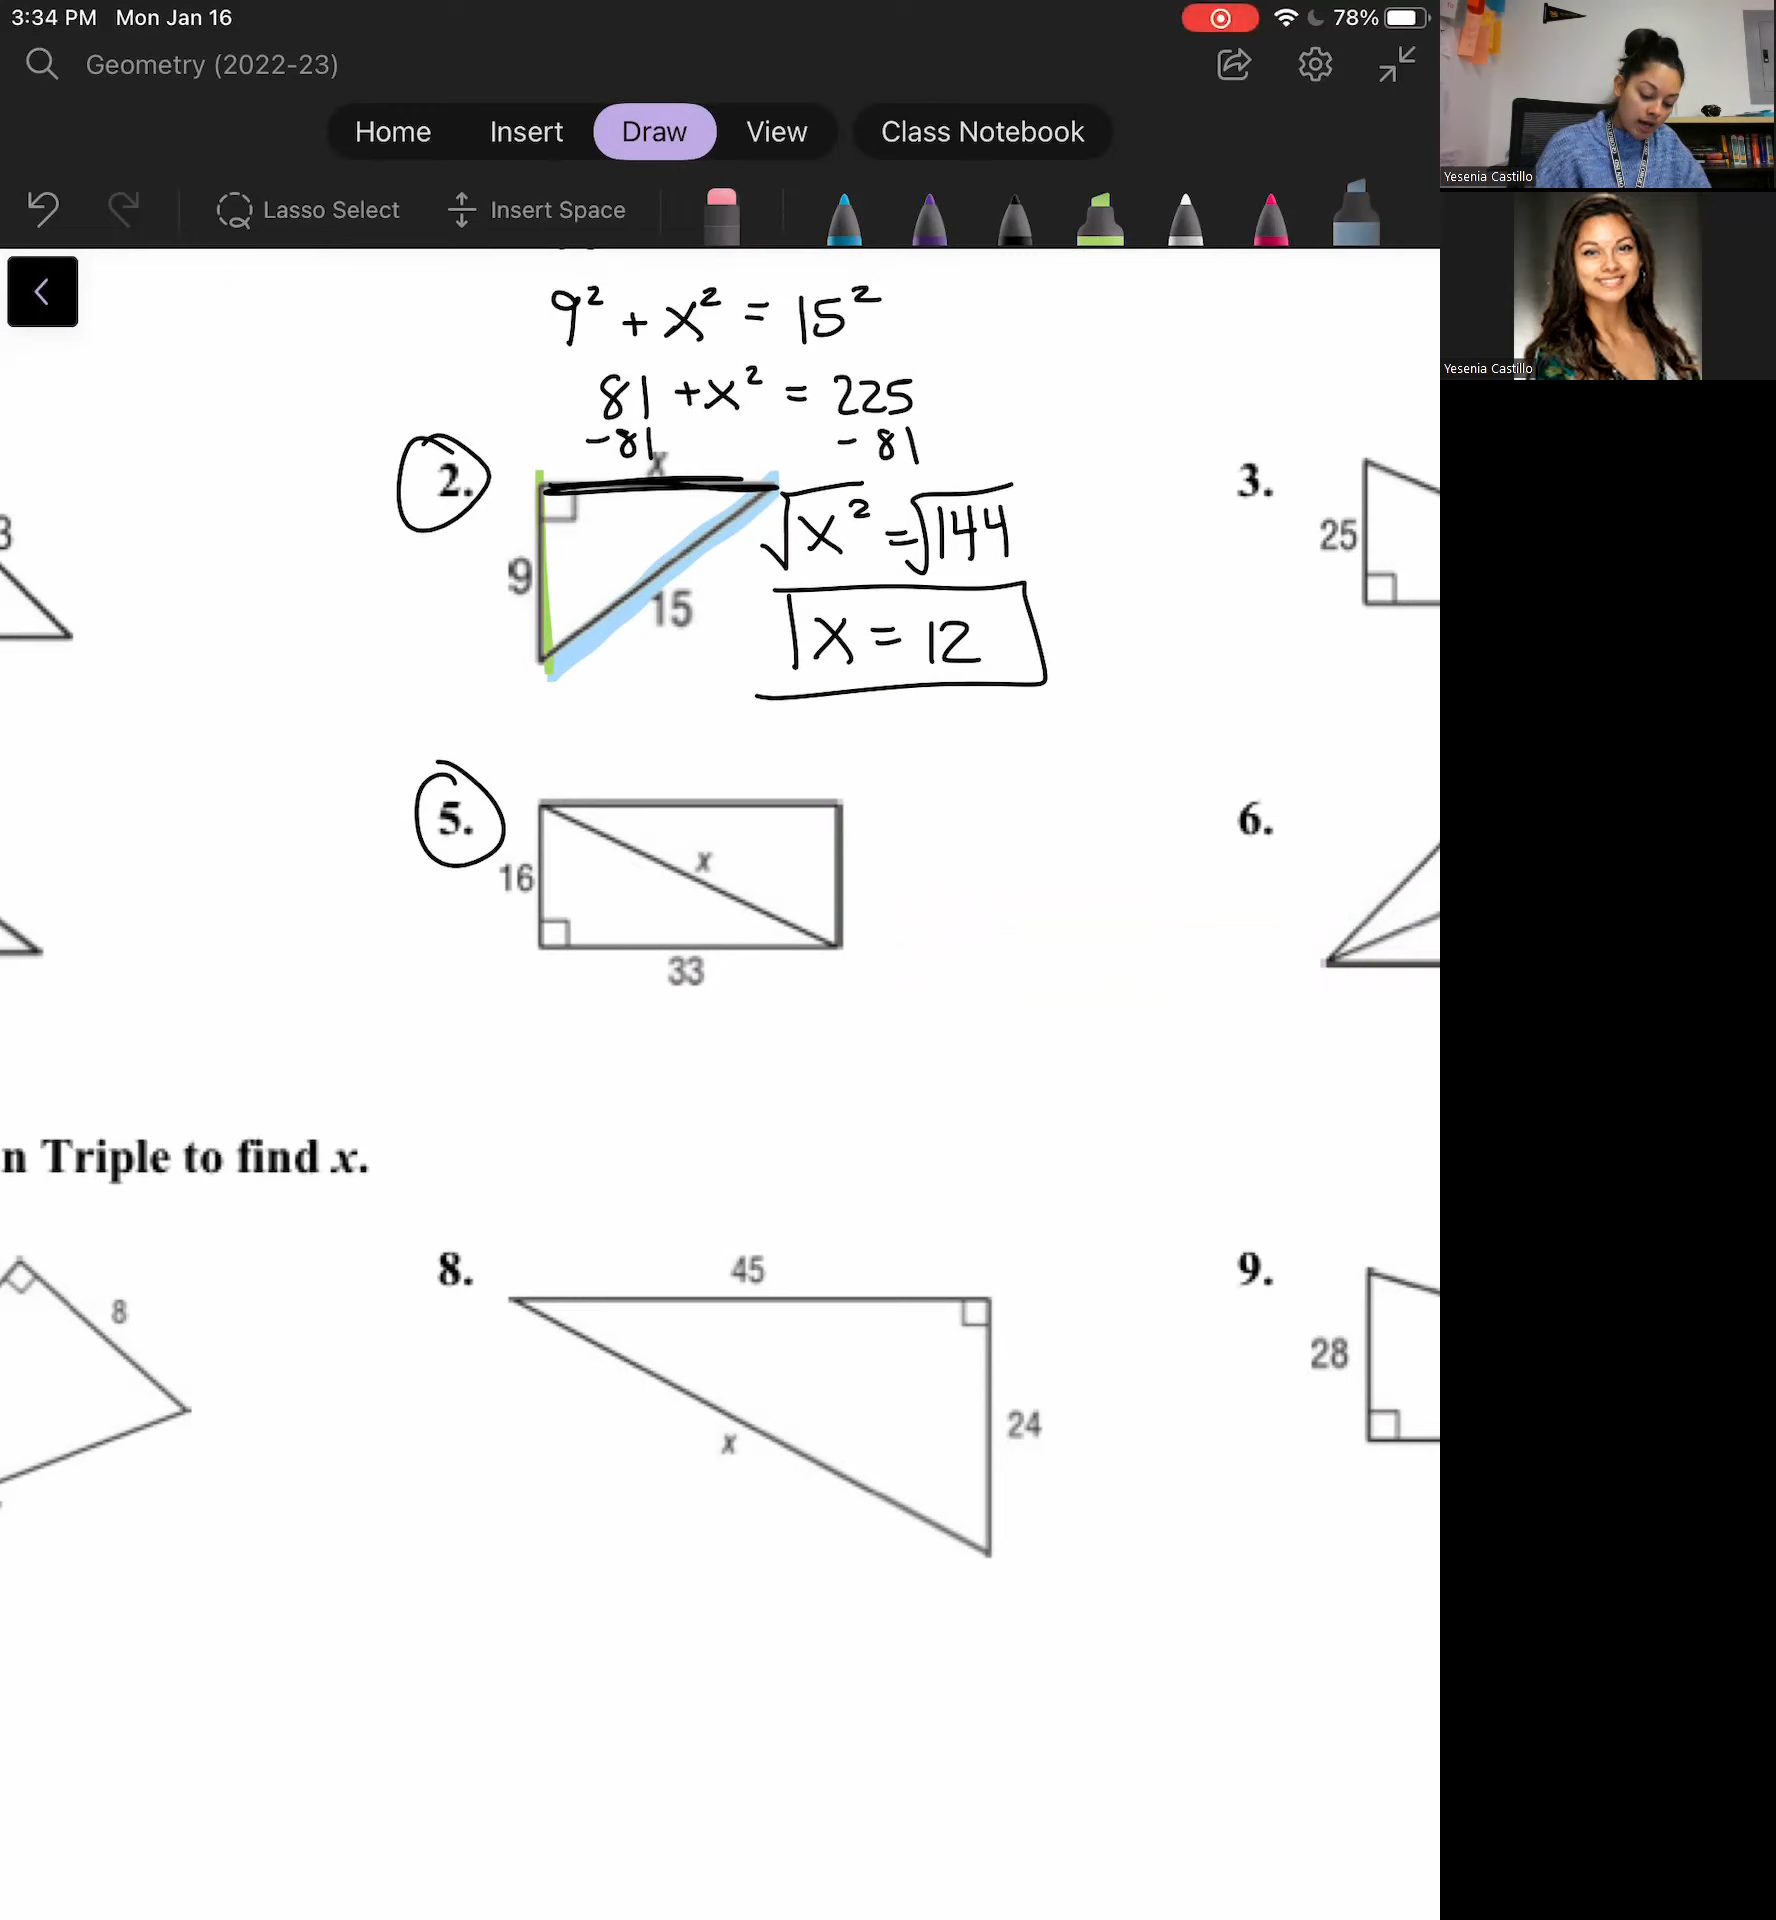 3:34 PM Mon Jan 16
78%
Geometry (2022-23)
Home Insert Draw View Class Notebook
Lasso Select Insert Space
Yesenia Castillo
Yesenia Castillo
9² + x² = 15²
81 + x² = 225
-81 - 81
2.
x
9
15
√x² = √144
x = 12
3.
25
3
5.
16
x
33
6.
n Triple to find x.
8
8.
45
x
24
9.
28